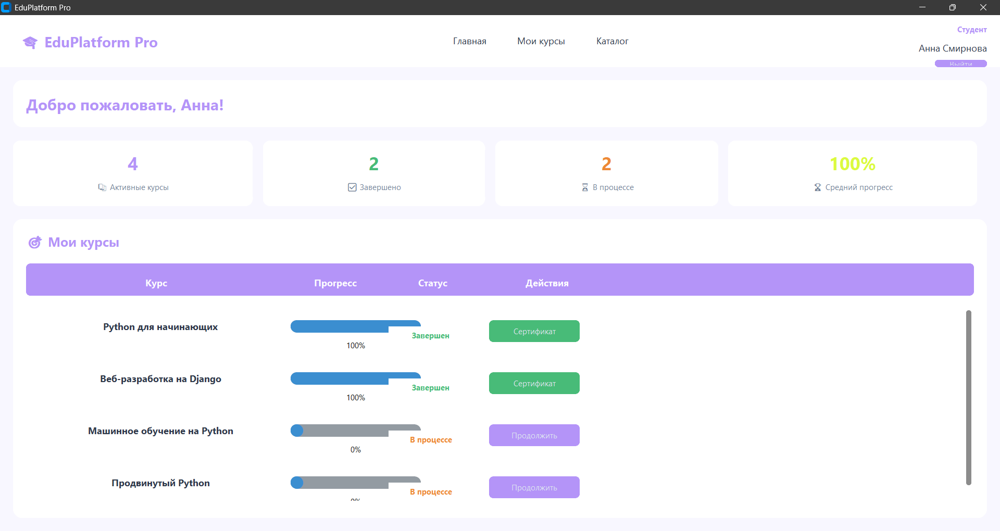 EduPlatform Pro
EduPlatform Pro
Главная Мои курсы Каталог
Студент
Анна Смирнова
Выйти
Добро пожаловать, Анна!
4 2 2 100%
Активные курсы Завершено В процессе Средний прогресс
Мои курсы
Курс Прогресс Статус Действия
Python для начинающих Завершен Сертификат
100%
Веб-разработка на Django Завершен Сертификат
100%
Машинное обучение на Python В процессе Продолжить
0%
Продвинутый Python В процессе Продолжить
0%